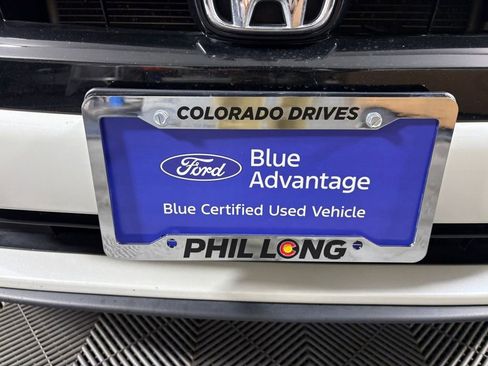 COLORADO DRIVES
Ford
Blue
Advantage
Blue Certified Used Vehicle
PHIL LONG